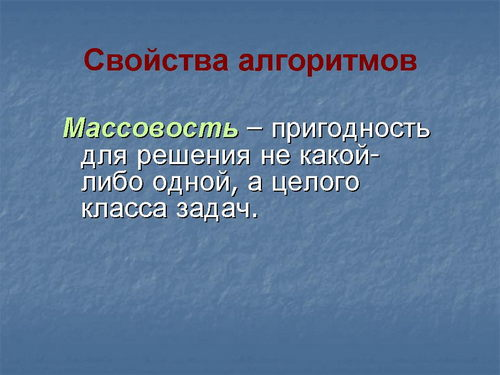 Свойства алгоритмов
Массовость – пригодность
для решения не какой-
либо одной, а целого
класса задач.